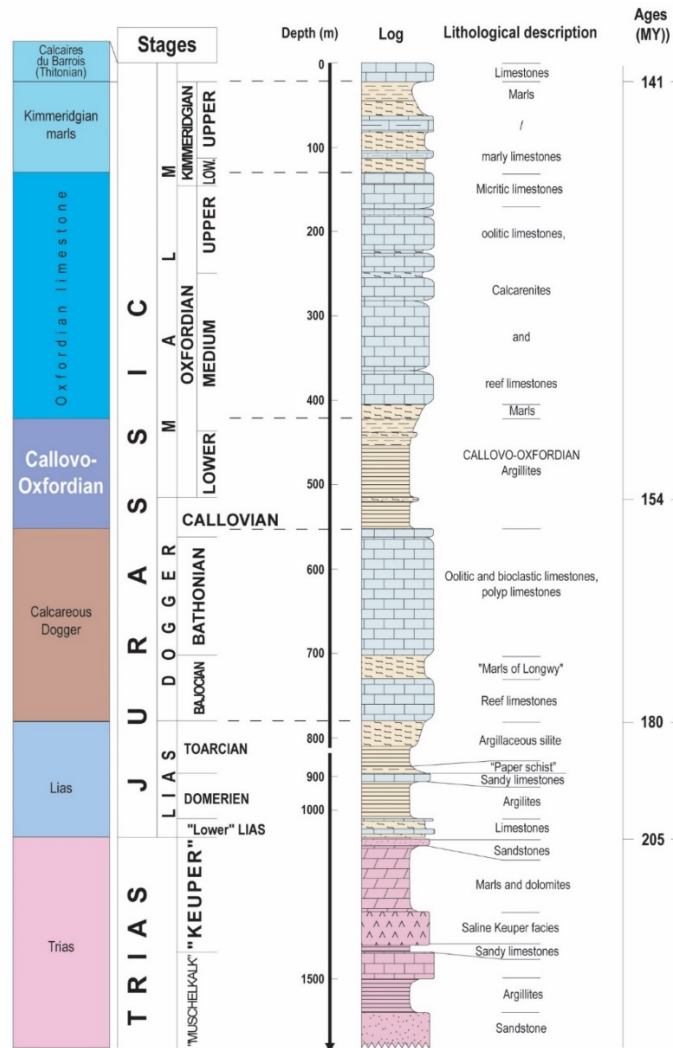 Stages
Depth (m)
Log
Lithological description
Ages
(MY))
Calcaires
du Barrois
(Thitonian)
Kimmeridgian
marls
Oxfordian limestone
Callovo-
Oxfordian
Calcareous
Dogger
Lias
Trias
JURASSIC
TRIAS
MALM
DOGGER
LIAS
KIMMERIDGIAN
UPPER
LOW.
OXFORDIAN
UPPER
MEDIUM
LOWER
CALLOVIAN
BATHONIAN
BAJOCIAN
TOARCIAN
DOMERIEN
"Lower" LIAS
"KEUPER"
"MUSCHELKALK"
0
100
200
300
400
500
600
700
800
900
1000
1500
Limestones
Marls
/
marly limestones
Micritic limestones
oolitic limestones,
Calcarenites
and
reef limestones
Marls
CALLOVO-OXFORDIAN
Argillites
Oolitic and bioclastic limestones,
polyp limestones
"Marls of Longwy"
Reef limestones
Argillaceous silite
"Paper schist"
Sandy limestones
Argilites
Limestones
Sandstones
Marls and dolomites
Saline Keuper facies
Sandy limestones
Argillites
Sandstone
141
154
180
205